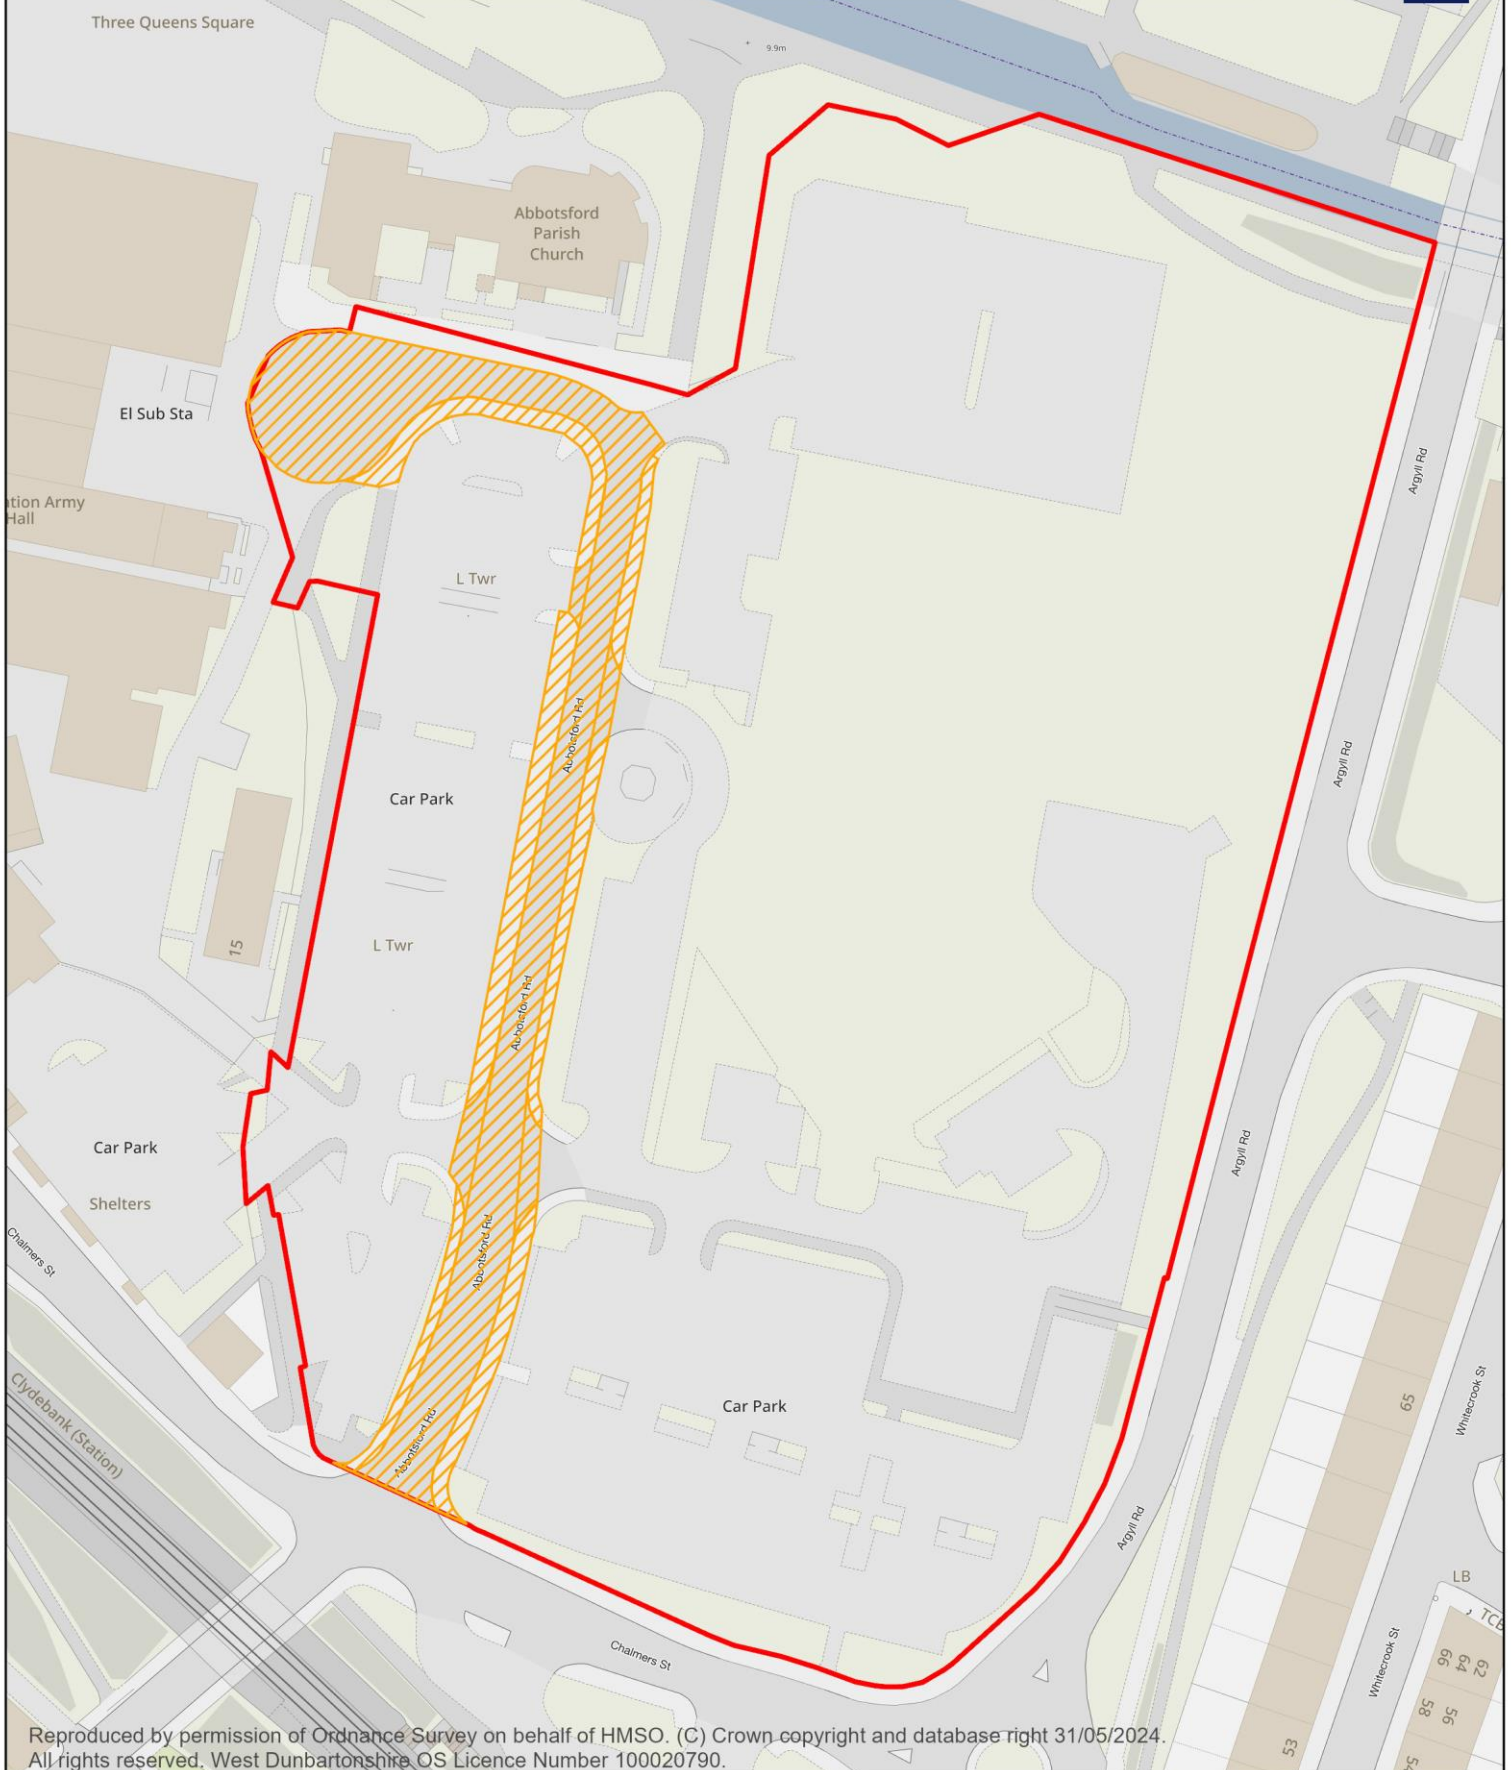 Three Queens Square
9.9m
Abbotsford
Parish
Church
El Sub Sta
Argyll Rd
ation Army
Hall
L Twr
Abbotsford Rd
Argyll Rd
Car Park
L Twr
15
Abbotsford Rd
Car Park
Argyll Rd
Shelters
Chalmers St
Abbotsford Rd
Clydebank (Station)
Car Park
65
Whitecrook St
Abbotsford Rd
Argyll Rd
LB
TCB
Chalmers St
Whitecrook St
66
64
62
58
56
53
Reproduced by permission of Ordnance Survey on behalf of HMSO. (C) Crown copyright and database right 31/05/2024.
All rights reserved. West Dunbartonshire OS Licence Number 100020790.